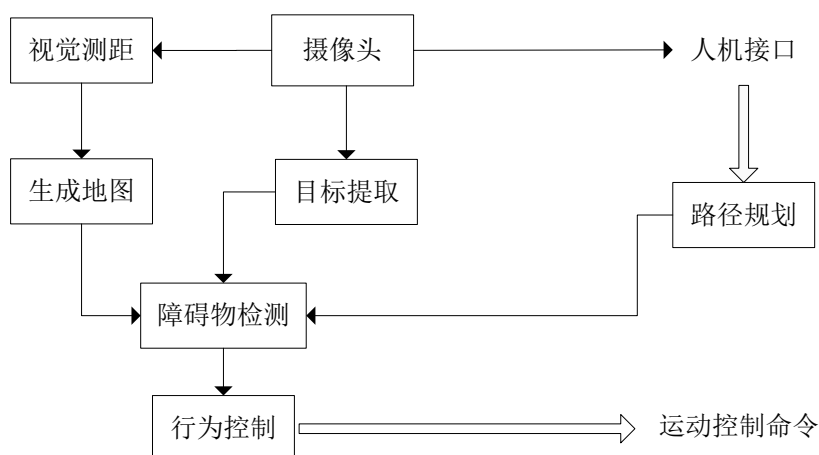 视觉测距
摄像头
人机接口
生成地图
目标提取
路径规划
障碍物检测
行为控制
运动控制命令